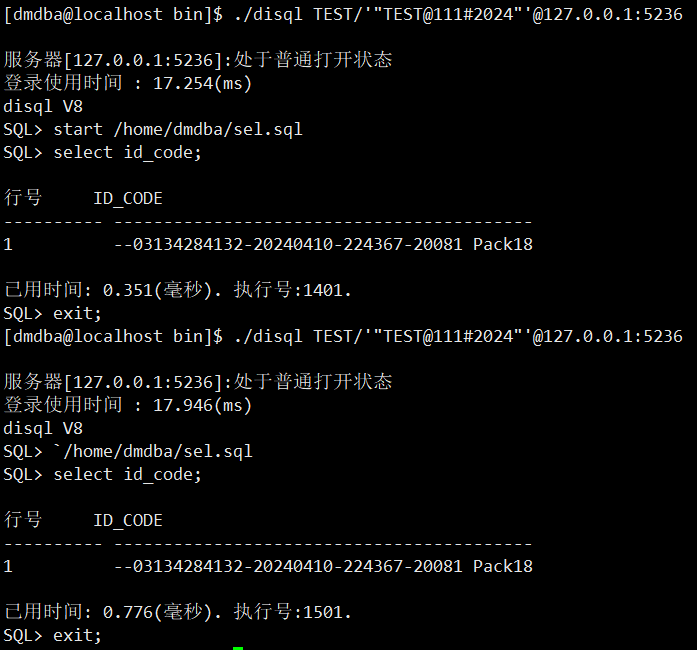 [dmdba@localhost bin]$ ./disql TEST/'"TEST@111#2024"'@127.0.0.1:5236
服务器[127.0.0.1:5236]:处于普通打开状态
登录使用时间 : 17.254(ms)
disql V8
SQL> start /home/dmdba/sel.sql
SQL> select id_code;
行号     ID_CODE
---------- ------------------------------------------
1          --03134284132-20240410-224367-20081 Pack18
已用时间: 0.351(毫秒). 执行号:1401.
SQL> exit;
[dmdba@localhost bin]$ ./disql TEST/'"TEST@111#2024"'@127.0.0.1:5236
服务器[127.0.0.1:5236]:处于普通打开状态
登录使用时间 : 17.946(ms)
disql V8
SQL> `/home/dmdba/sel.sql
SQL> select id_code;
行号     ID_CODE
---------- ------------------------------------------
1          --03134284132-20240410-224367-20081 Pack18
已用时间: 0.776(毫秒). 执行号:1501.
SQL> exit;